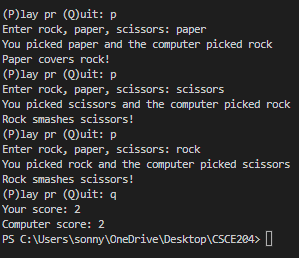 (P)lay pr (Q)uit: p
Enter rock, paper, scissors: paper
You picked paper and the computer picked rock
Paper covers rock!
(P)lay pr (Q)uit: p
Enter rock, paper, scissors: scissors
You picked scissors and the computer picked rock
Rock smashes scissors!
(P)lay pr (Q)uit: p
Enter rock, paper, scissors: rock
You picked rock and the computer picked scissors
Rock smashes scissors!
(P)lay pr (Q)uit: q
Your score: 2
Computer score: 2
PS C:\Users\sonny\OneDrive\Desktop\CSCE204>